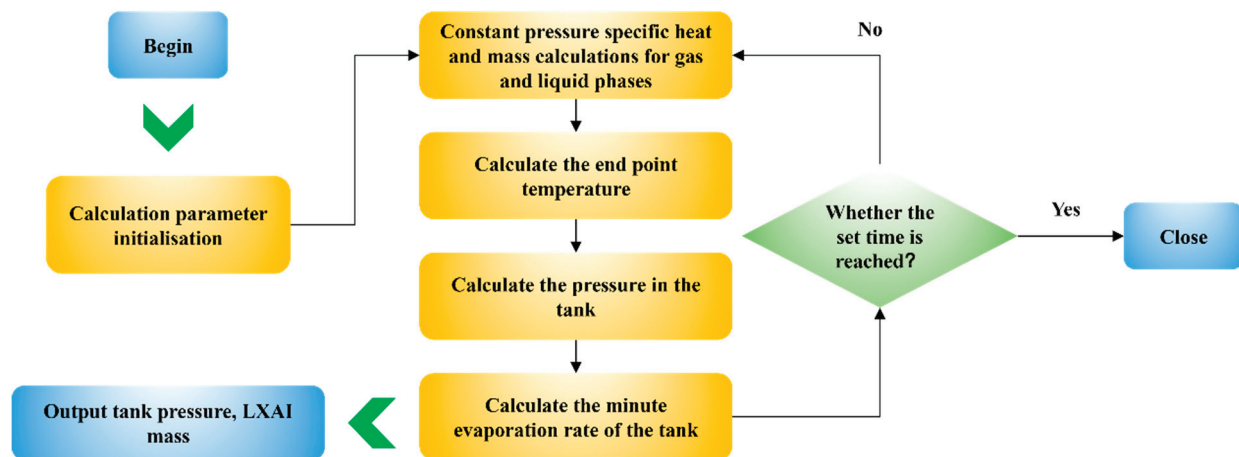 Begin
Calculation parameter
initialisation
Constant pressure specific heat
and mass calculations for gas
and liquid phases
Calculate the end point
temperature
Calculate the pressure in the
tank
Calculate the minute
evaporation rate of the tank
Output tank pressure, LXAI
mass
No
Whether the
set time is
reached?
Yes
Close